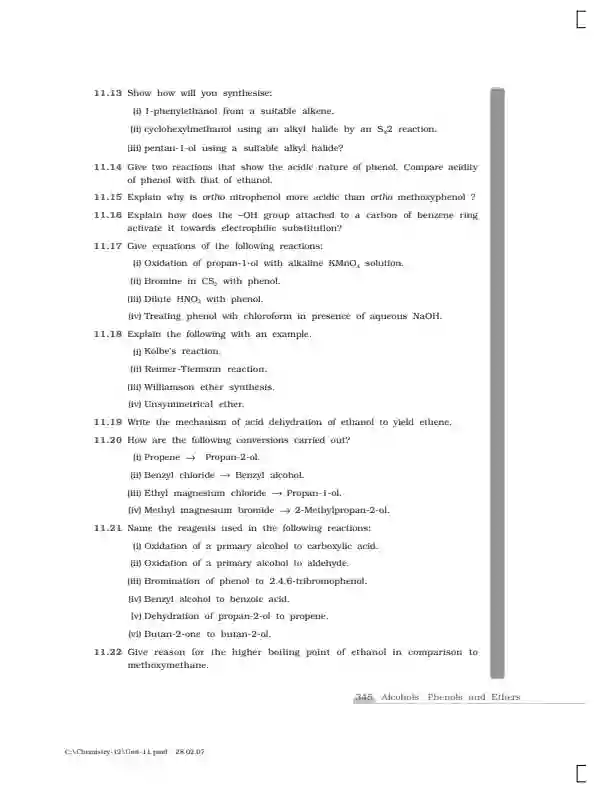 11.13 Show how will you synthesise:
(i) 1-phenylethanol from a suitable alkene.
(ii) cyclohexylmethanol using an alkyl halide by an SN2 reaction.
(iii) pentan-1-ol using a suitable alkyl halide?
11.14 Give two reactions that show the acidic nature of phenol. Compare acidity
of phenol with that of ethanol.
11.15 Explain why is ortho nitrophenol more acidic than ortho methoxyphenol ?
11.16 Explain how does the –OH group attached to a carbon of benzene ring
activate it towards electrophilic substitution?
11.17 Give equations of the following reactions:
(i) Oxidation of propan-1-ol with alkaline KMnO4 solution.
(ii) Bromine in CS2 with phenol.
(iii) Dilute HNO3 with phenol.
(iv) Treating phenol wih chloroform in presence of aqueous NaOH.
11.18 Explain the following with an example.
(i) Kolbe's reaction.
(ii) Reimer-Tiemann reaction.
(iii) Williamson ether synthesis.
(iv) Unsymmetrical ether.
11.19 Write the mechanism of acid dehydration of ethanol to yield ethene.
11.20 How are the following conversions carried out?
(i) Propene → Propan-2-ol.
(ii) Benzyl chloride → Benzyl alcohol.
(iii) Ethyl magnesium chloride → Propan-1-ol.
(iv) Methyl magnesium bromide → 2-Methylpropan-2-ol.
11.21 Name the reagents used in the following reactions:
(i) Oxidation of a primary alcohol to carboxylic acid.
(ii) Oxidation of a primary alcohol to aldehyde.
(iii) Bromination of phenol to 2,4,6-tribromophenol.
(iv) Benzyl alcohol to benzoic acid.
(v) Dehydration of propan-2-ol to propene.
(vi) Butan-2-one to butan-2-ol.
11.22 Give reason for the higher boiling point of ethanol in comparison to
methoxymethane.
345 Alcohols Phenols and Ethers
C:\Chemistry-12\Unit-11.pmd 28.02.07